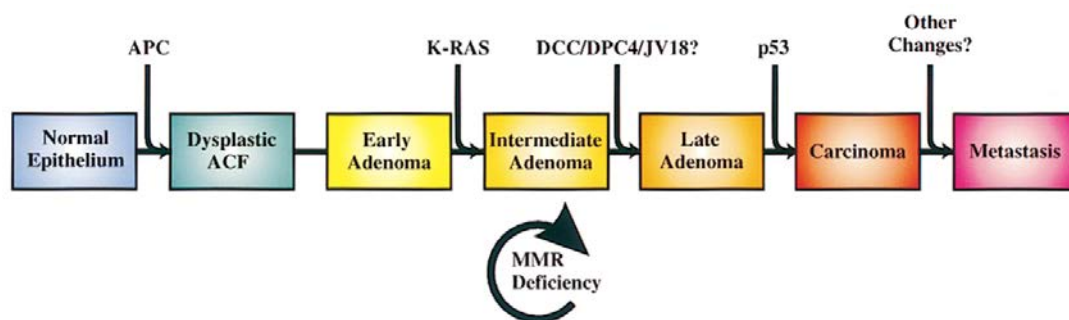 APC
K-RAS
DCC/DPC4/JV18?
p53
Other
Changes?
Normal
Epithelium
Dysplastic
ACF
Early
Adenoma
Intermediate
Adenoma
Late
Adenoma
Carcinoma
Metastasis
MMR
Deficiency